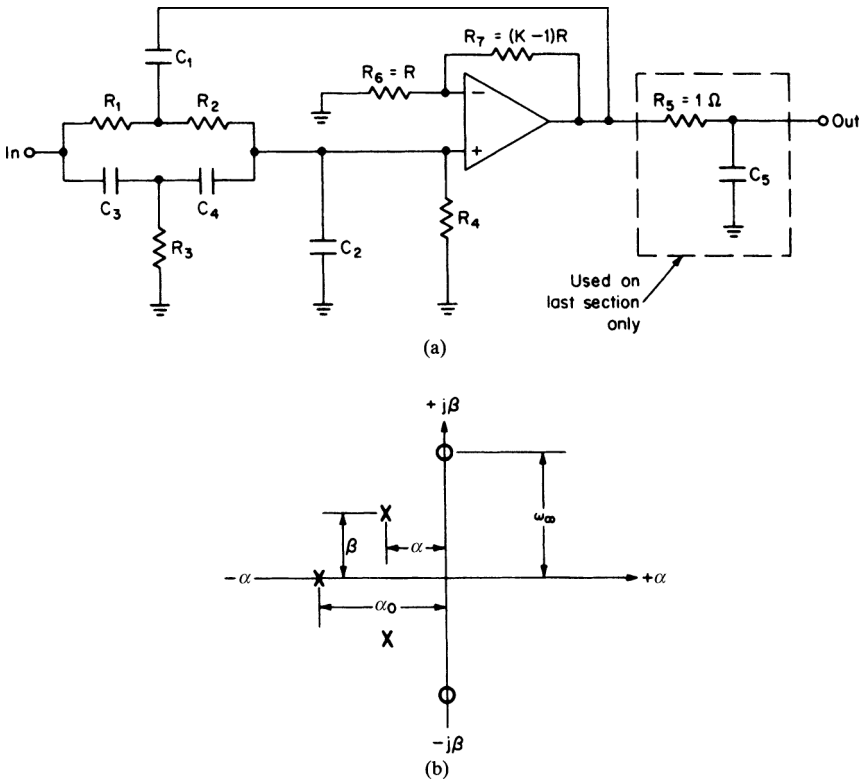 R7 = (K −1)R
C1
R6 = R
R5 = 1 Ω
R1
R2
−
In
+
Out
C3
C4
C5
R3
C2
R4
Used on
last section
only
(a)
+ jβ
ω∞
β
α
−α
+α
α0
−jβ
(b)